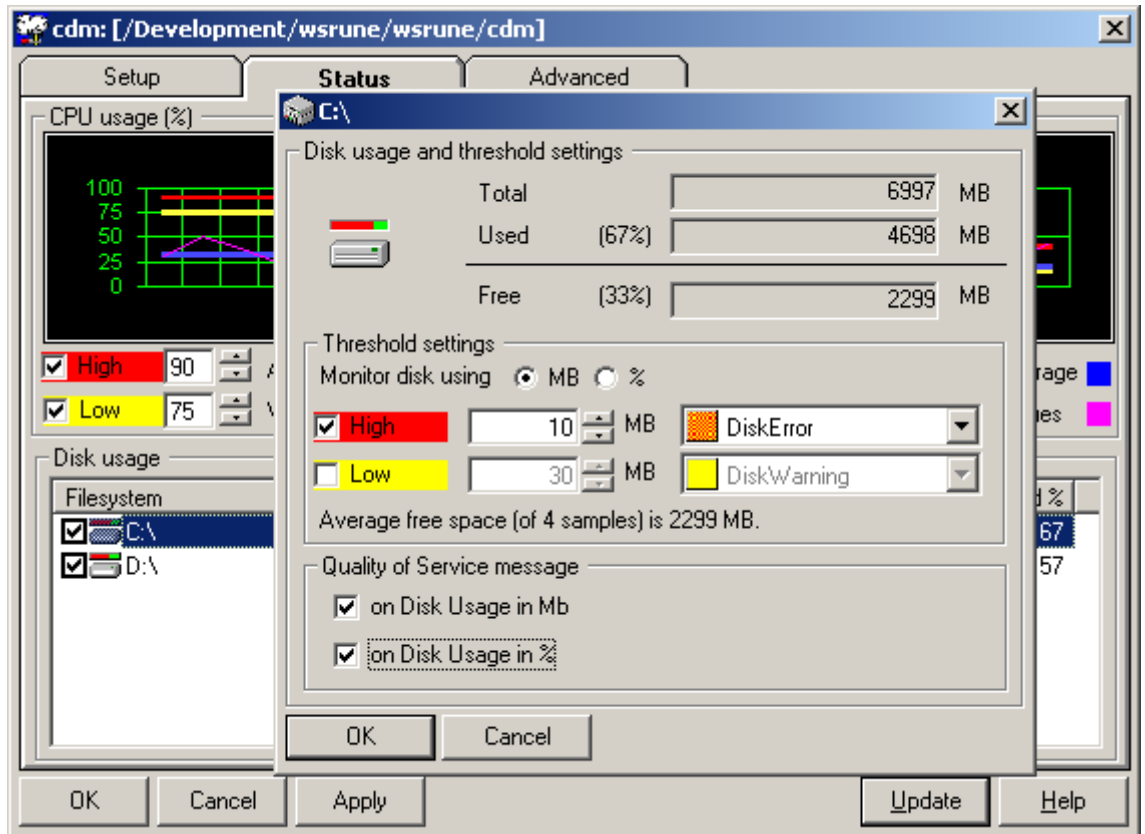 cdm: [/Development/wsrune/wsrune/cdm]
Setup Status Advanced
CPU usage (%)
100
75
50
25
0
High 90
Low 75
rage
Disk usage
Filesystem %
C:\ 67
D:\ 57
C:\
Disk usage and threshold settings
Total 6997 MB
Used (67%) 4698 MB
Free (33%) 2299 MB
Threshold settings
Monitor disk using MB %
High 10 MB DiskError
Low 30 MB DiskWarning
Average free space (of 4 samples) is 2299 MB.
Quality of Service message
on Disk Usage in Mb
on Disk Usage in %
OK Cancel
OK Cancel Apply Update Help